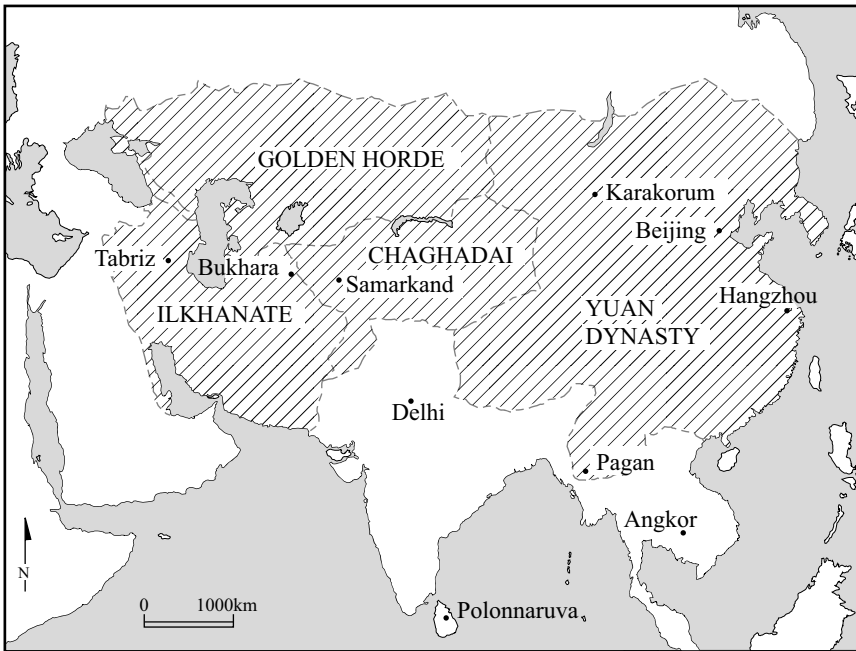 GOLDEN HORDE
Karakorum
Beijing
Tabriz
Bukhara
CHAGHADAI
Samarkand
ILKHANATE
Hangzhou
YUAN
DYNASTY
Delhi
Pagan
Angkor
N
0 1000km
Polonnaruva